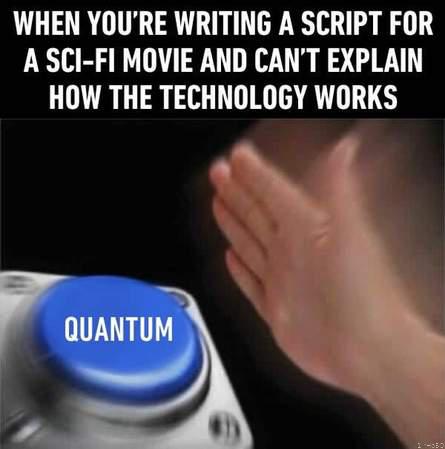 WHEN YOU'RE WRITING A SCRIPT FOR
A SCI-FI MOVIE AND CAN'T EXPLAIN
HOW THE TECHNOLOGY WORKS
QUANTUM